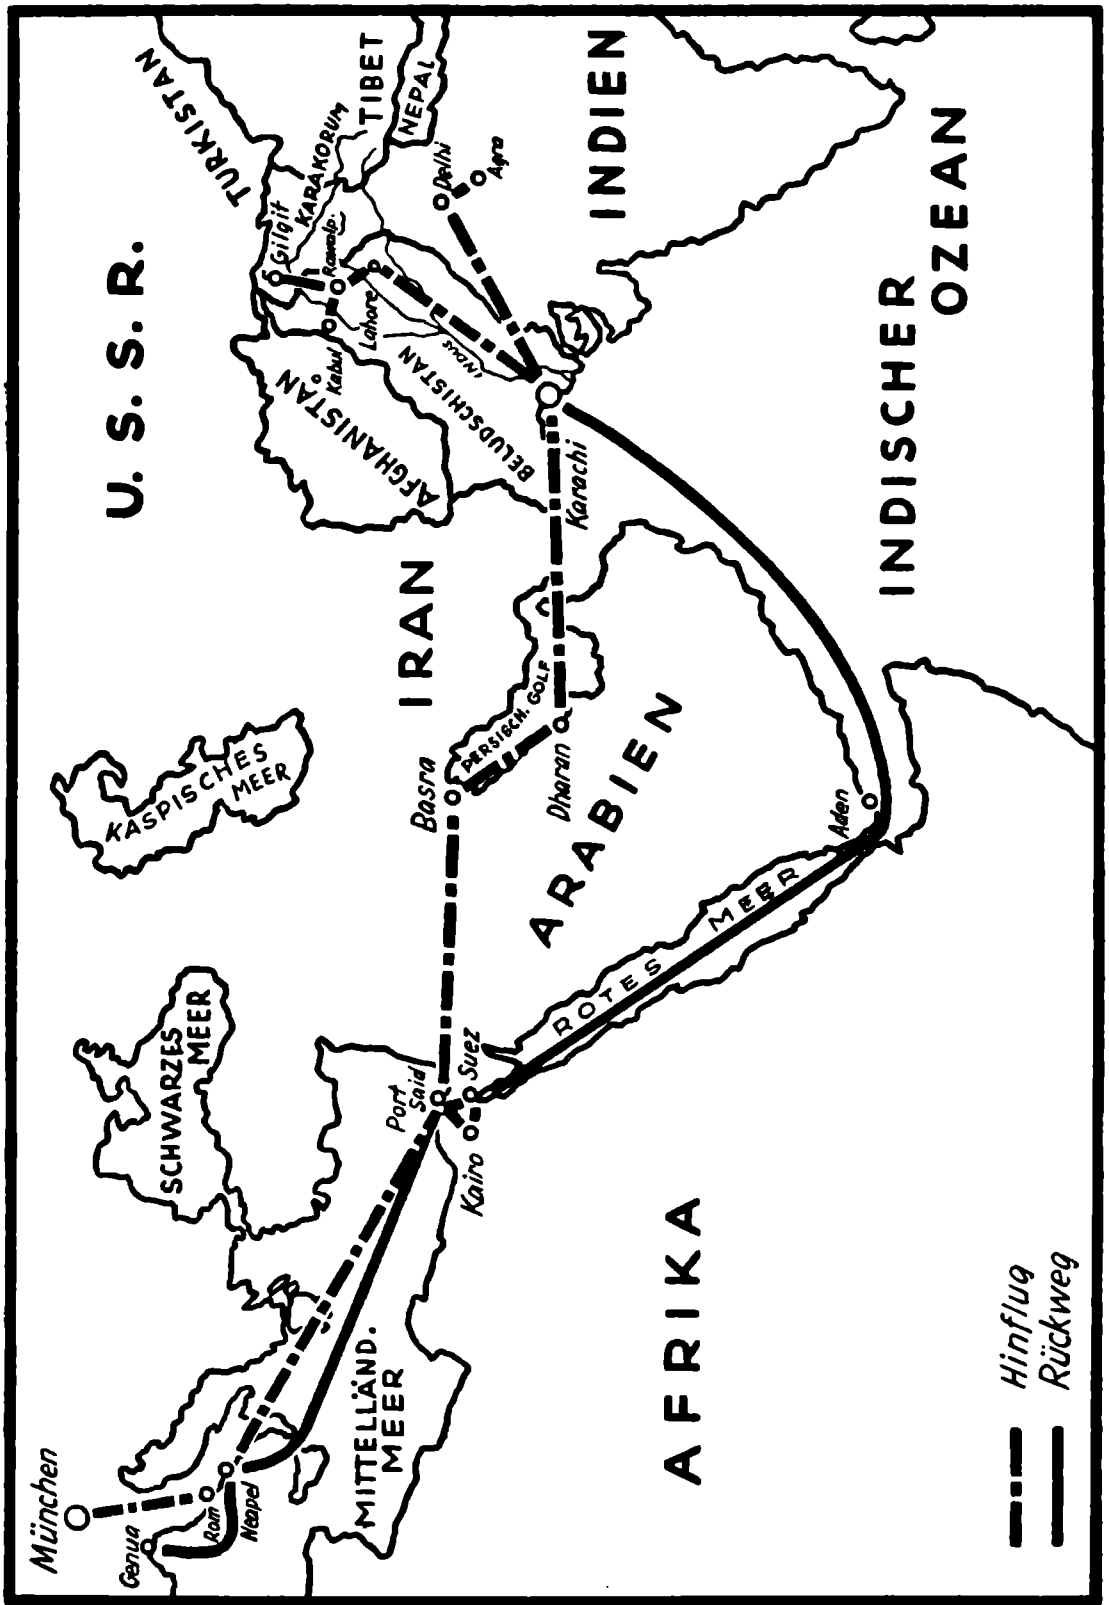 München
Genua
Rom
Neapel
MITTELLÄND.
MEER
SCHWARZES
MEER
KASPISCHES
MEER
U. S. S. R.
TURKISTAN
Port
Said
Kairo
Suez
Basra
IRAN
PERSISCH. GOLF
Dharan
ARABIEN
ROTES MEER
Aden
AFRIKA
AFGHANISTAN
Kabul
BELUDSCHISTAN
INDUS
Lahore
Rawalp.
Gilgit
KARAKORUM
TIBET
NEPAL
Delhi
Agra
Karachi
INDIEN
INDISCHER
OZEAN
Hinflug
Rückweg